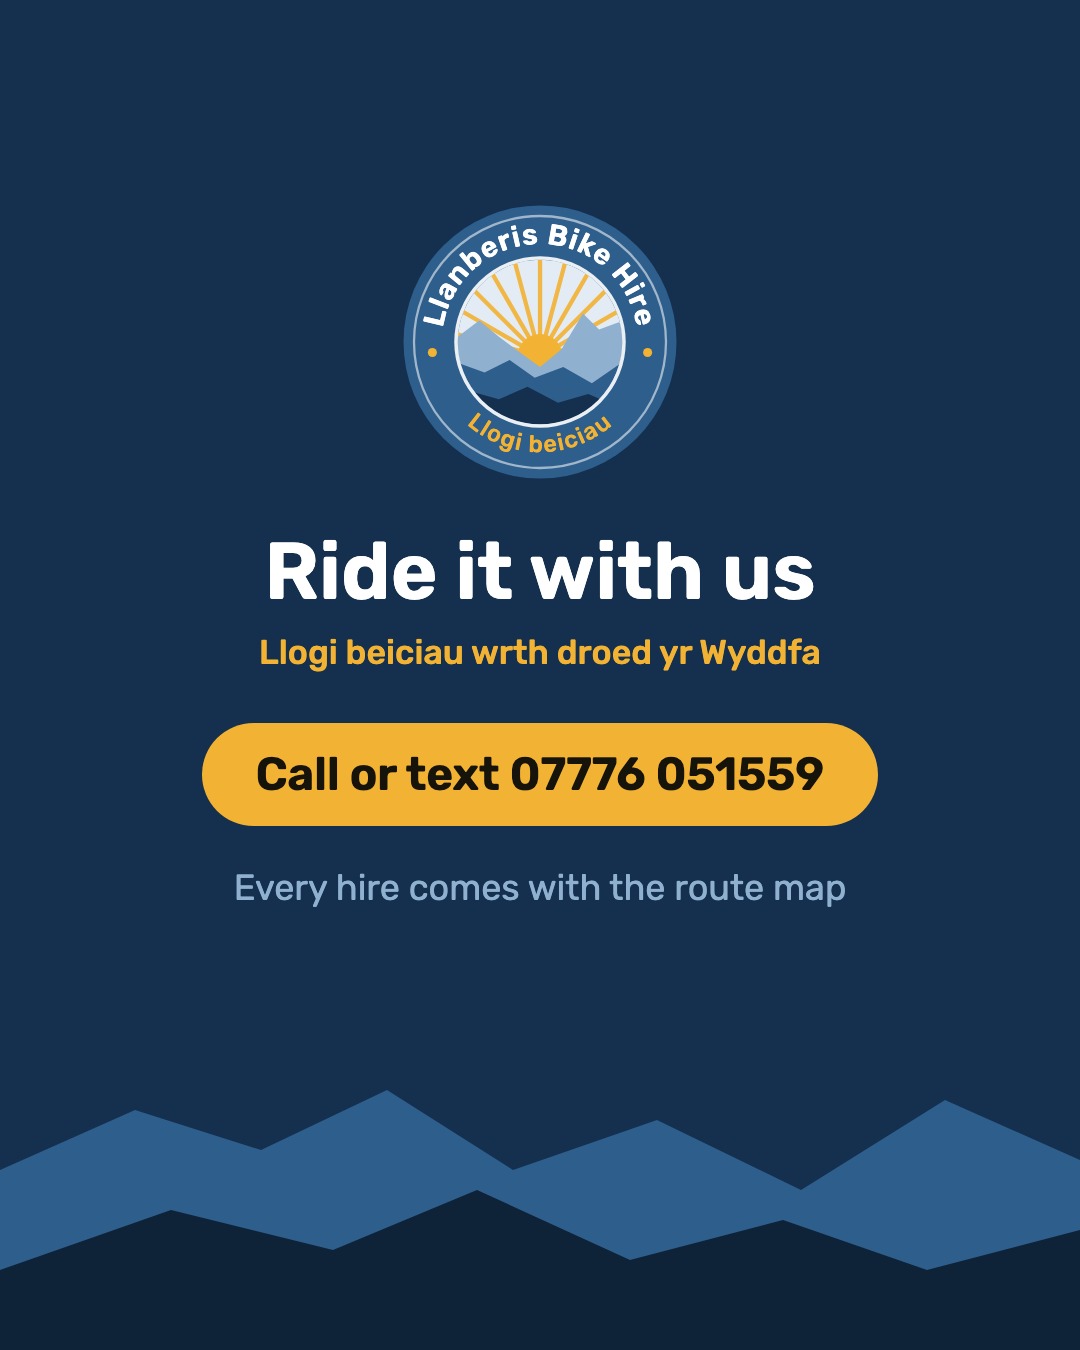 Llanberis Bike Hire
Llogi beiciau
Ride it with us
Llogi beiciau wrth droed yr Wyddfa
Call or text 07776 051559
Every hire comes with the route map